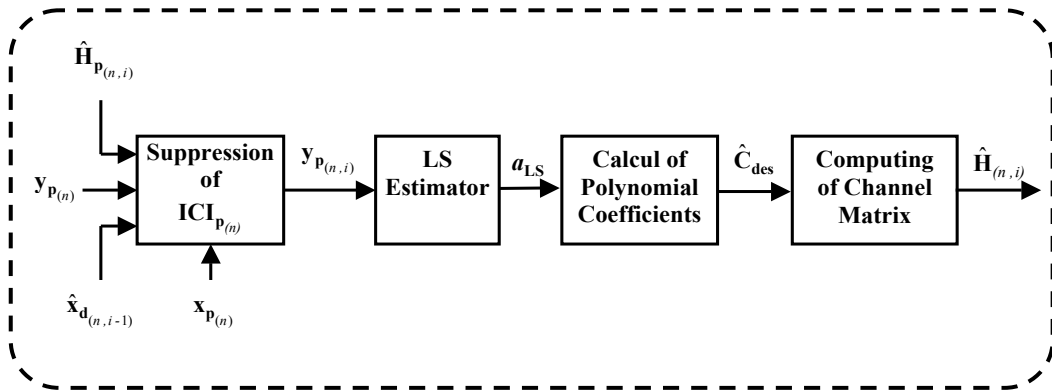 Ĥp(n,i)
yp(n)
x̂d(n,i-1)
Suppression
of
ICIp(n)
xp(n)
yp(n,i)
LS
Estimator
aLS
Calcul of
Polynomial
Coefficients
Ĉdes
Computing
of Channel
Matrix
Ĥ(n,i)